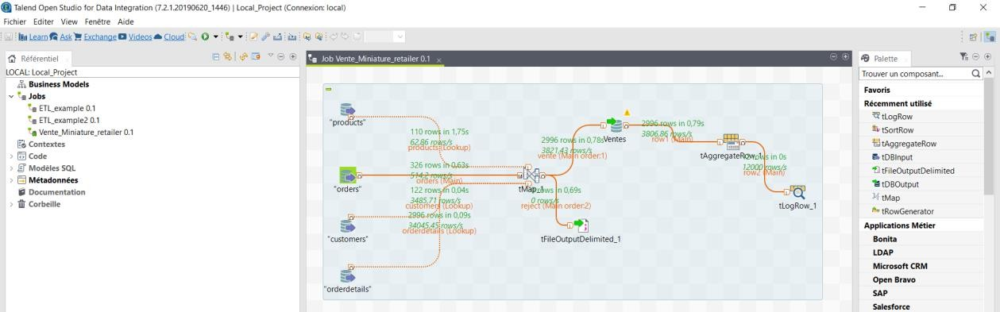 Talend Open Studio for Data Integration (7.2.1.20190620_1446) | Local_Project (Connexion: local)
Fichier Editer View Fenêtre Aide
Learn Ask Exchange Videos Cloud
Référentiel
LOCAL: Local_Project
Business Models
Jobs
ETL_example 0.1
ETL_example2 0.1
Vente_Miniature_retailer 0.1
Contextes
Code
Modèles SQL
Métadonnées
Documentation
Corbeille
Job Vente_Miniature_retailer 0.1
"products"
110 rows in 1,75s
62,86 rows/s
products (Lookup)
"orders"
326 rows in 0,63s
514,2 rows/s
orders (Main)
122 rows in 0,04s
3485,71 rows/s
customers (Lookup)
"customers"
2996 rows in 0,09s
34045,45 rows/s
orderdetails (Lookup)
"orderdetails"
tMap_1
2996 rows in 0,78s
3821,43 rows/s
vente (Main order:1)
rows in 0,69s
0 rows/s
reject (Main order:2)
Ventes
tFileOutputDelimited_1
2996 rows in 0,79s
3806,86 rows/s
row1 (Main)
tAggregateRow_1
rows in 0s
12000 rows/s
row2 (Main)
tLogRow_1
Palette
Trouver un composant...
Favoris
Récemment utilisé
tLogRow
tSortRow
tAggregateRow
tDBInput
tFileOutputDelimited
tDBOutput
tMap
tRowGenerator
Applications Métier
Bonita
LDAP
Microsoft CRM
Open Bravo
SAP
Salesforce